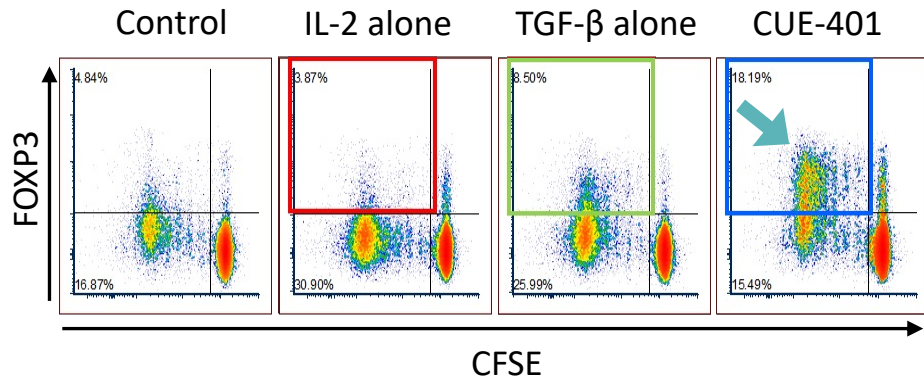 Control
IL-2 alone
TGF-β alone
CUE-401
FOXP3
4.84%
3.87%
8.50%
18.19%
16.87%
30.90%
25.99%
15.49%
CFSE